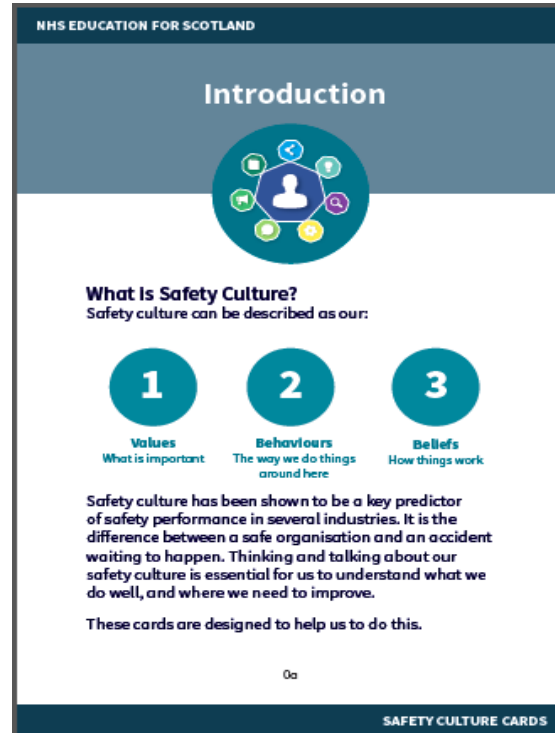 NHS EDUCATION FOR SCOTLAND
Introduction
What is Safety Culture?
Safety culture can be described as our:
1
2
3
Values
What is important
Behaviours
The way we do things
around here
Beliefs
How things work
Safety culture has been shown to be a key predictor
of safety performance in several industries. It is the
difference between a safe organisation and an accident
waiting to happen. Thinking and talking about our
safety culture is essential for us to understand what we
do well, and where we need to improve.
These cards are designed to help us to do this.
0a
SAFETY CULTURE CARDS